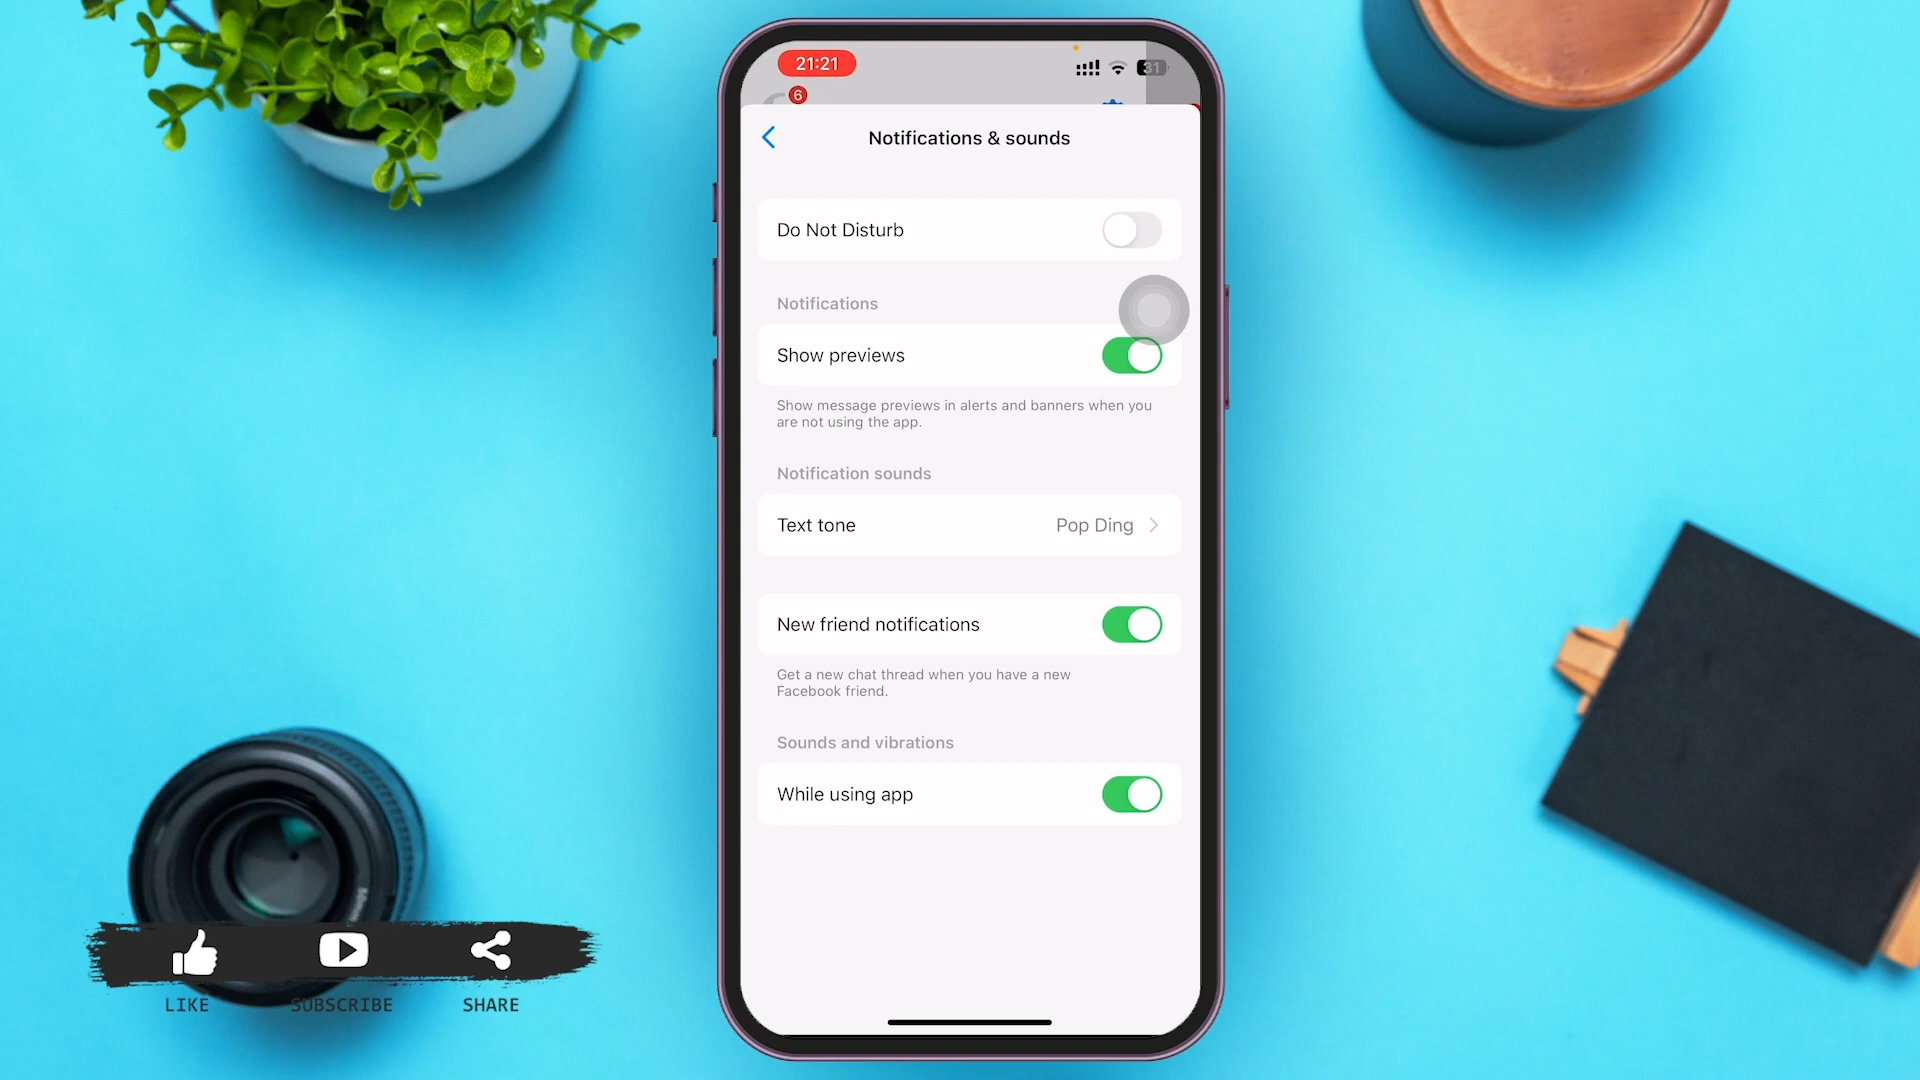 21:21
31
6
Notifications & sounds
Do Not Disturb
Notifications
Show previews
Show message previews in alerts and banners when you
are not using the app.
Notification sounds
Text tone
Pop Ding
New friend notifications
Get a new chat thread when you have a new
Facebook friend.
Sounds and vibrations
While using app
LIKE
SUBSCRIBE
SHARE